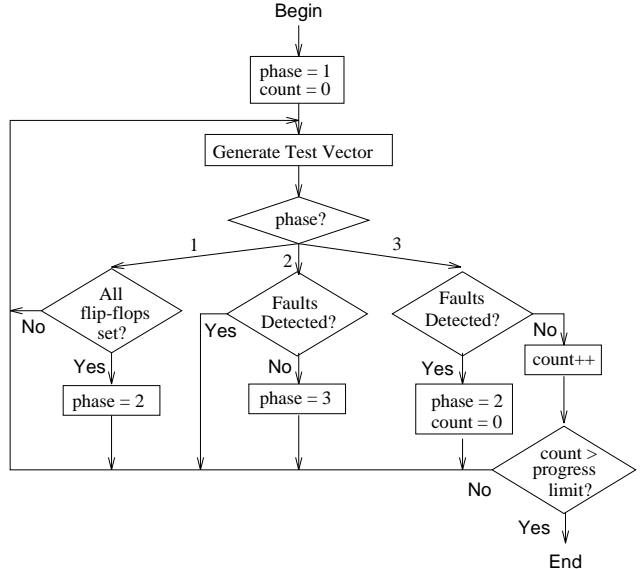 Begin
phase = 1
count = 0
Generate Test Vector
phase?
1
2
3
All
flip-flops
set?
No
Yes
phase = 2
Faults
Detected?
Yes
No
phase = 3
Faults
Detected?
No
Yes
phase = 2
count = 0
count++
count >
progress
limit?
No
Yes
End